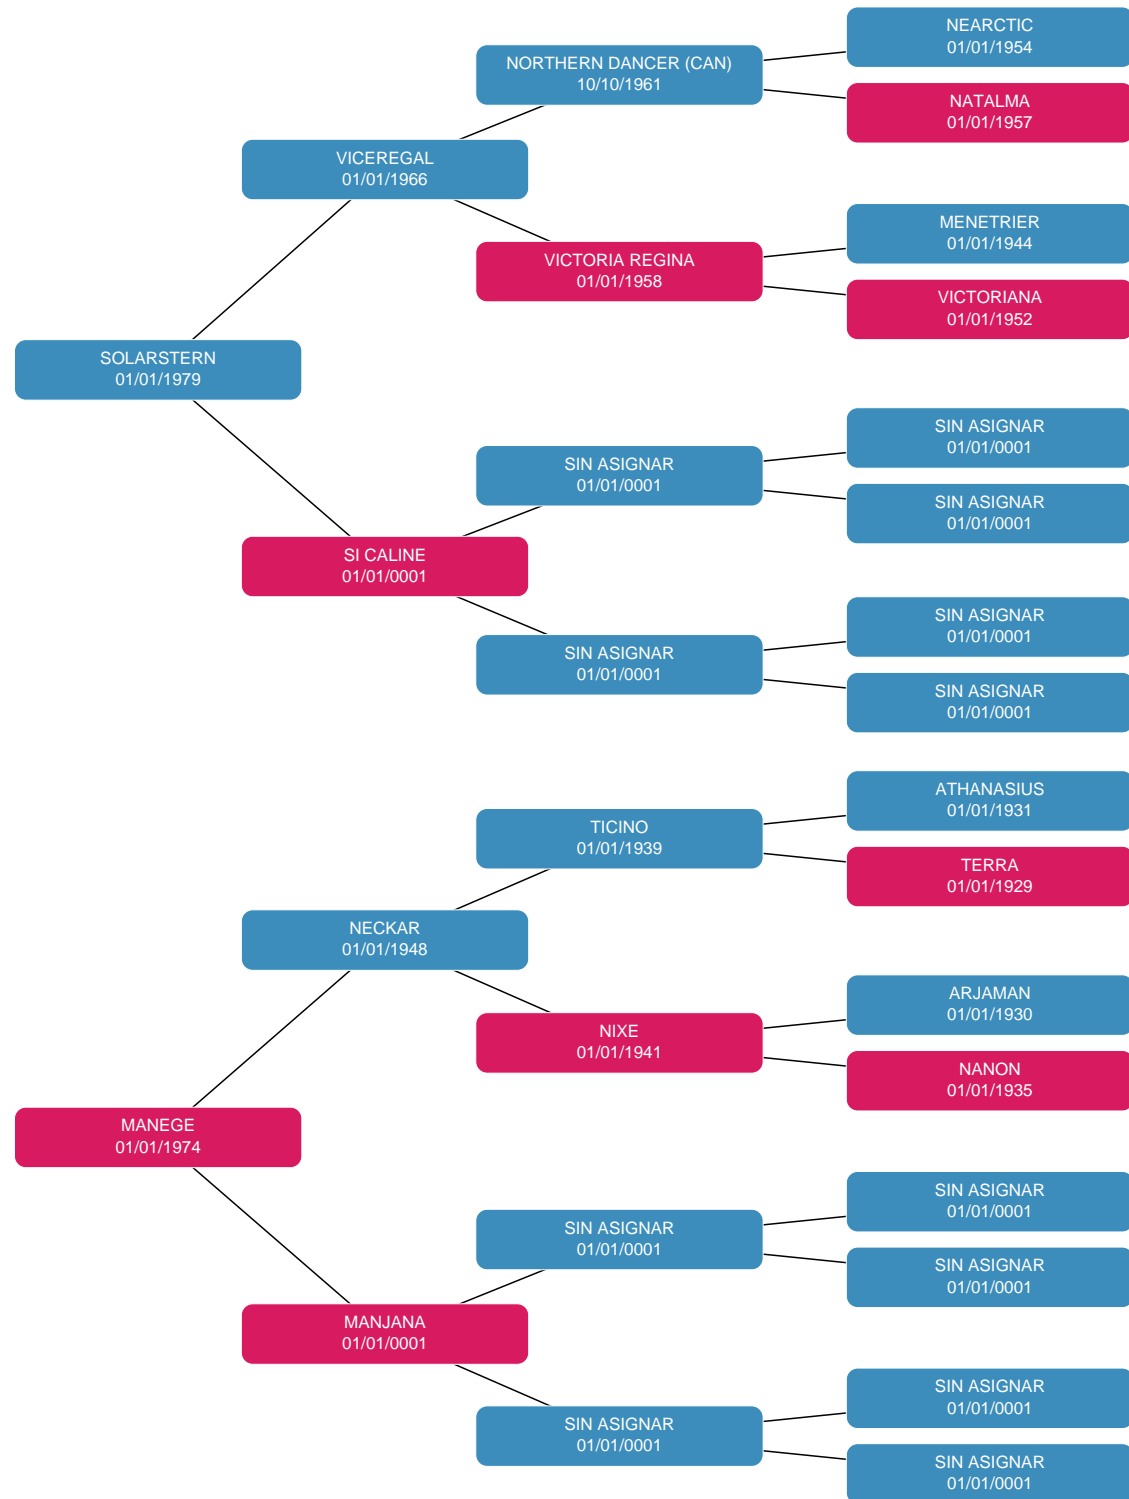 NEARCTIC
01/01/1954
NORTHERN DANCER (CAN)
10/10/1961
NATALMA
01/01/1957
VICEREGAL
01/01/1966
MENETRIER
01/01/1944
VICTORIA REGINA
01/01/1958
VICTORIANA
01/01/1952
SOLARSTERN
01/01/1979
SIN ASIGNAR
01/01/0001
SIN ASIGNAR
01/01/0001
SIN ASIGNAR
01/01/0001
SI CALINE
01/01/0001
SIN ASIGNAR
01/01/0001
SIN ASIGNAR
01/01/0001
SIN ASIGNAR
01/01/0001
ATHANASIUS
01/01/1931
TICINO
01/01/1939
TERRA
01/01/1929
NECKAR
01/01/1948
ARJAMAN
01/01/1930
NIXE
01/01/1941
NANON
01/01/1935
MANEGE
01/01/1974
SIN ASIGNAR
01/01/0001
SIN ASIGNAR
01/01/0001
SIN ASIGNAR
01/01/0001
MANJANA
01/01/0001
SIN ASIGNAR
01/01/0001
SIN ASIGNAR
01/01/0001
SIN ASIGNAR
01/01/0001